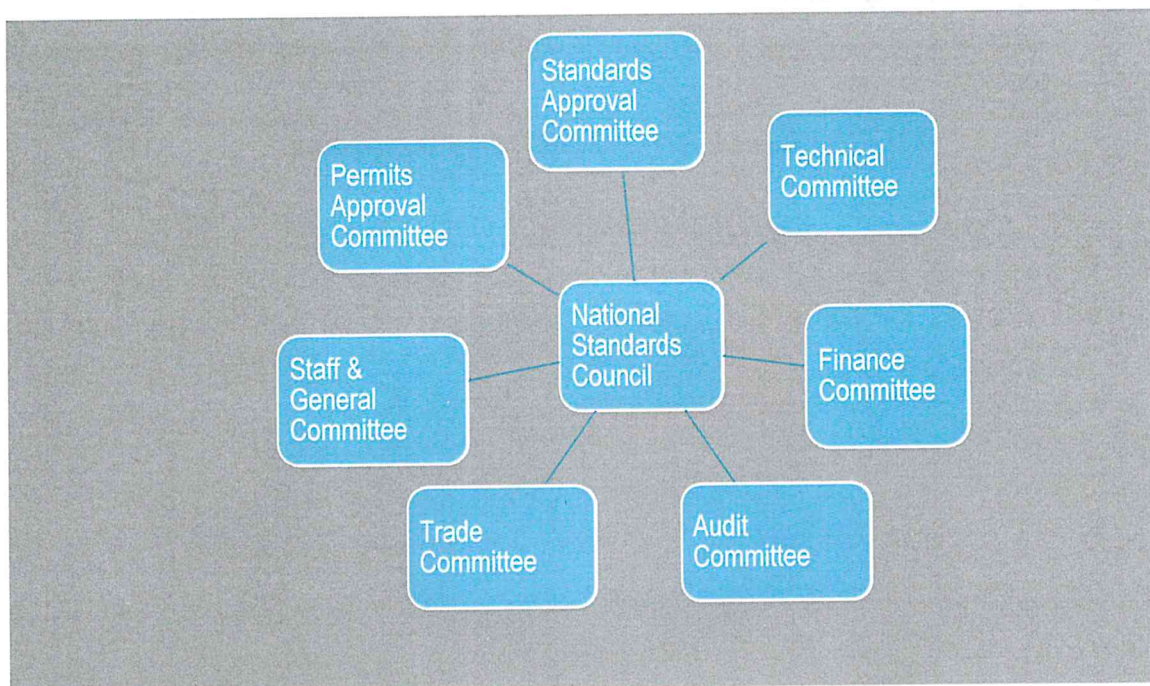 Standards
Approval
Committee
Technical
Committee
Permits
Approval
Committee
National
Standards
Council
Finance
Committee
Staff &
General
Committee
Trade
Committee
Audit
Committee